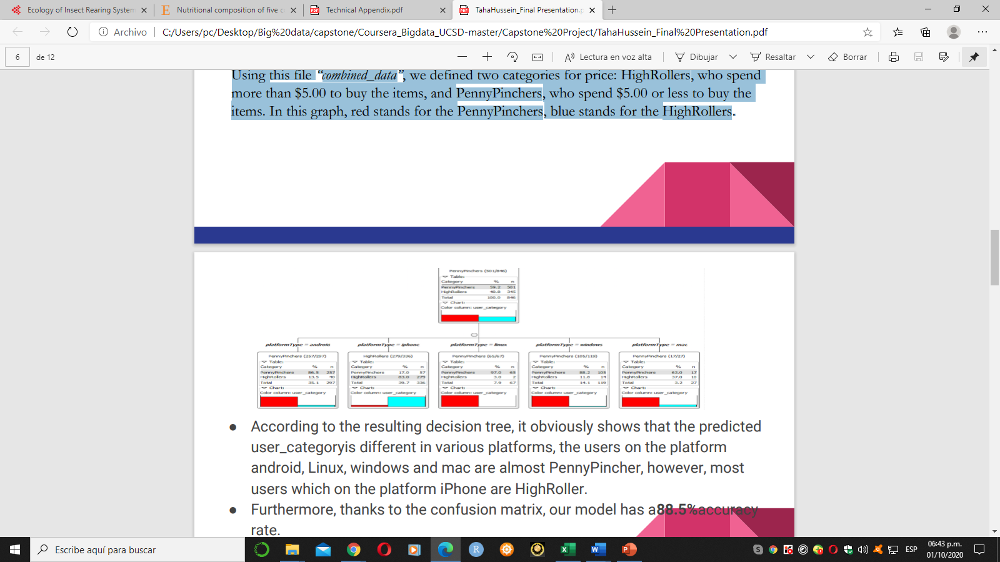 Ecology of Insect Rearing System
Nutritional composition of five c
Technical Appendix.pdf
TahaHussein_Final Presentation.p
Archivo
C:/Users/pc/Desktop/Big%20data/capstone/Coursera_Bigdata_UCSD-master/Capstone%20Project/TahaHussein_Final%20Presentation.pdf
6 de 12
Lectura en voz alta
Dibujar
Resaltar
Borrar
Using this file “combined_data”, we defined two categories for price: HighRollers, who spend
more than $5.00 to buy the items, and PennyPinchers, who spend $5.00 or less to buy the
items. In this graph, red stands for the PennyPinchers, blue stands for the HighRollers.
PennyPinchers (501/846)
Table:
Category % n
PennyPinchers 59.2 501
HighRollers 40.8 345
Total 100.0 846
Chart:
Color column: user_category
platformType = android
PennyPinchers (257/297)
Table:
Category % n
PennyPinchers 86.5 257
HighRollers 13.5 40
Total 35.1 297
Chart:
Color column: user_category
platformType = iphone
HighRollers (279/336)
Table:
Category % n
PennyPinchers 17.0 57
HighRollers 83.0 279
Total 39.7 336
Chart:
Color column: user_category
platformType = linux
PennyPinchers (65/67)
Table:
Category % n
PennyPinchers 97.0 65
HighRollers 3.0 2
Total 7.9 67
Chart:
Color column: user_category
platformType = windows
PennyPinchers (105/119)
Table:
Category % n
PennyPinchers 88.2 105
HighRollers 11.8 14
Total 14.1 119
Chart:
Color column: user_category
platformType = mac
PennyPinchers (17/27)
Table:
Category % n
PennyPinchers 63.0 17
HighRollers 37.0 10
Total 3.2 27
Chart:
Color column: user_category
● According to the resulting decision tree, it obviously shows that the predicted
user_categoryis different in various platforms, the users on the platform
android, Linux, windows and mac are almost PennyPincher, however, most
users which on the platform iPhone are HighRoller.
● Furthermore, thanks to the confusion matrix, our model has a88.5%accuracy
rate.
Escribe aquí para buscar
ESP
06:43 p.m.
01/10/2020